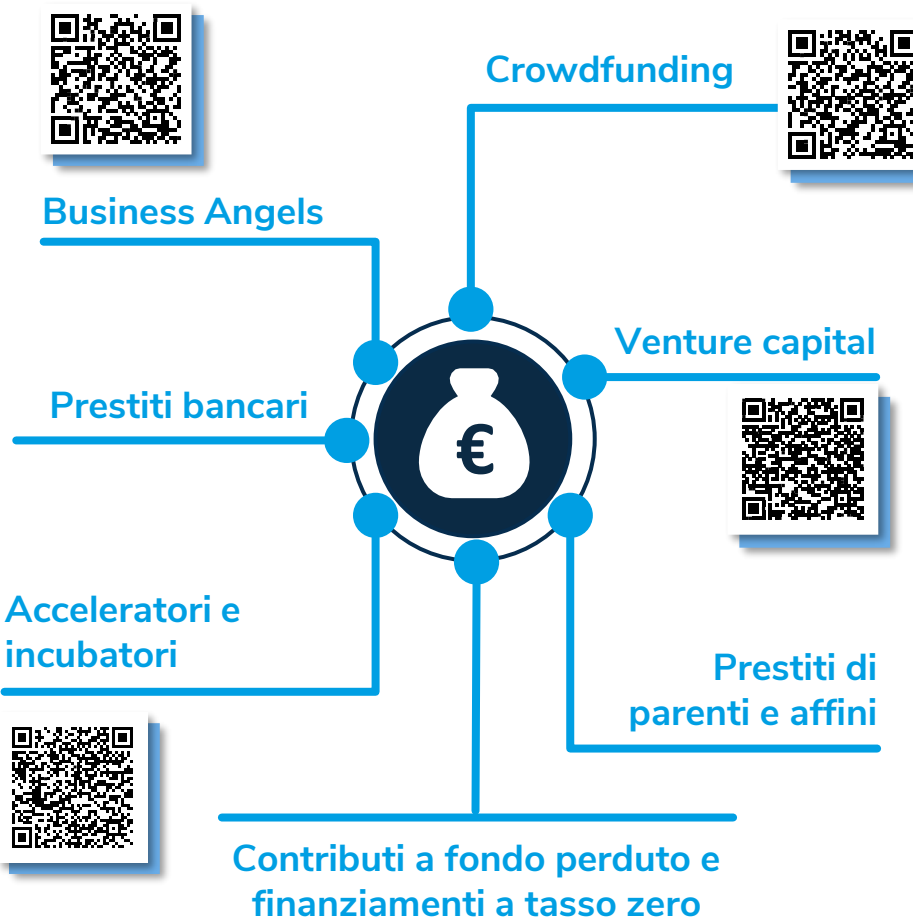 Crowdfunding
Business Angels
Venture capital
Prestiti bancari
€
Acceleratori e
incubatori
Prestiti di
parenti e affini
Contributi a fondo perduto e
finanziamenti a tasso zero